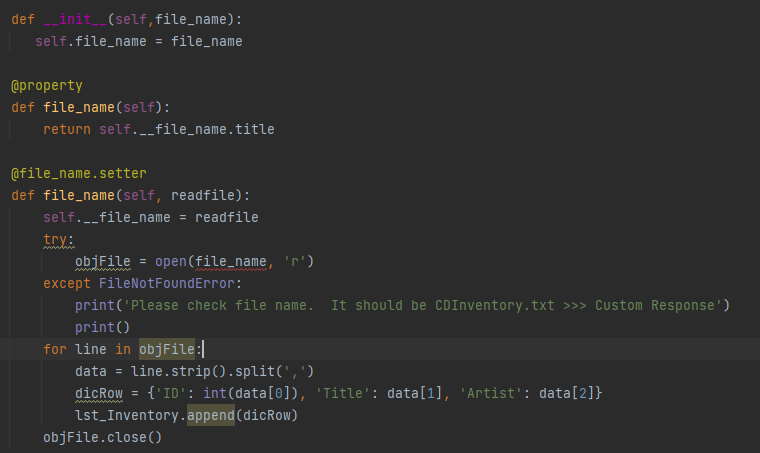 def __init__(self,file_name):
   self.file_name = file_name

@property
def file_name(self):
    return self.__file_name.title

@file_name.setter
def file_name(self, readfile):
    self.__file_name = readfile
    try:
        objFile = open(file_name, 'r')
    except FileNotFoundError:
        print('Please check file name.  It should be CDInventory.txt >>> Custom Response')
        print()
    for line in objFile:
        data = line.strip().split(',')
        dicRow = {'ID': int(data[0]), 'Title': data[1], 'Artist': data[2]}
        lst_Inventory.append(dicRow)
    objFile.close()